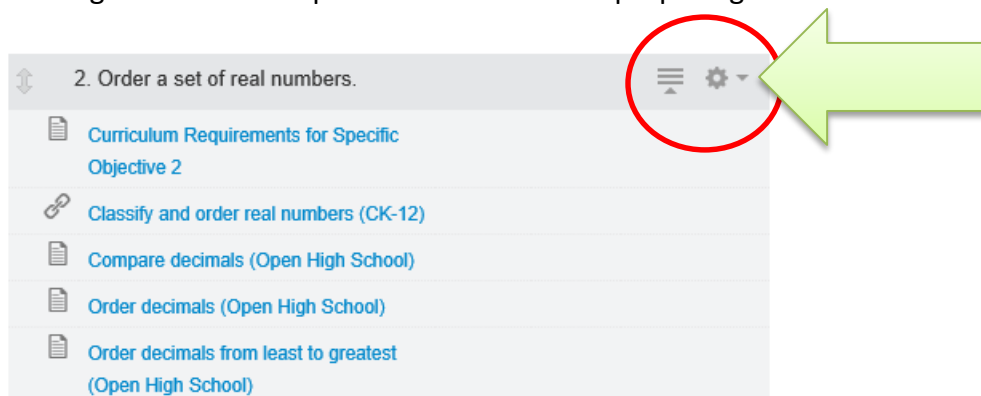 2. Order a set of real numbers.
Curriculum Requirements for Specific
Objective 2
Classify and order real numbers (CK-12)
Compare decimals (Open High School)
Order decimals (Open High School)
Order decimals from least to greatest
(Open High School)